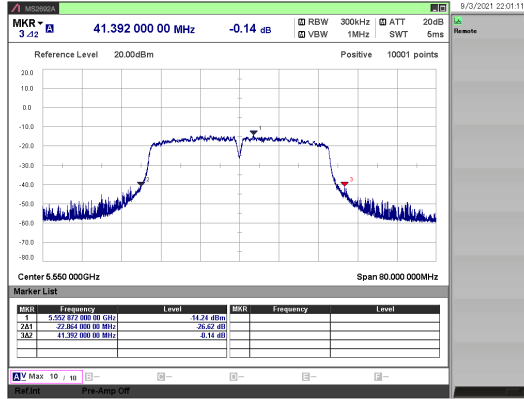 MS2692A
9/3/2021 22:01:11
MKR
3 Δ2
A
41.392 000 00 MHz
-0.14 dB
A RBW 300kHz
A VBW 1MHz
A ATT 20dB
SWT 5ms
Remote
Reference Level 20.00dBm
Positive 10001 points
20.0
10.0
0.0
-10.0
-20.0
-30.0
-40.0
-50.0
-60.0
-70.0
-80.0
1
2
3
Center 5.550 000GHz
Span 80.000 000MHz
Marker List
MKR Frequency Level MKR Frequency Level
1 5.552 872 000 00 GHz -14.24 dBm
2Δ1 -22.864 000 00 MHz -26.62 dB
3Δ2 41.392 000 00 MHz -0.14 dB
A V Max 10 / 10 B — C — D — E — F —
Ref.Int Pre-Amp Off